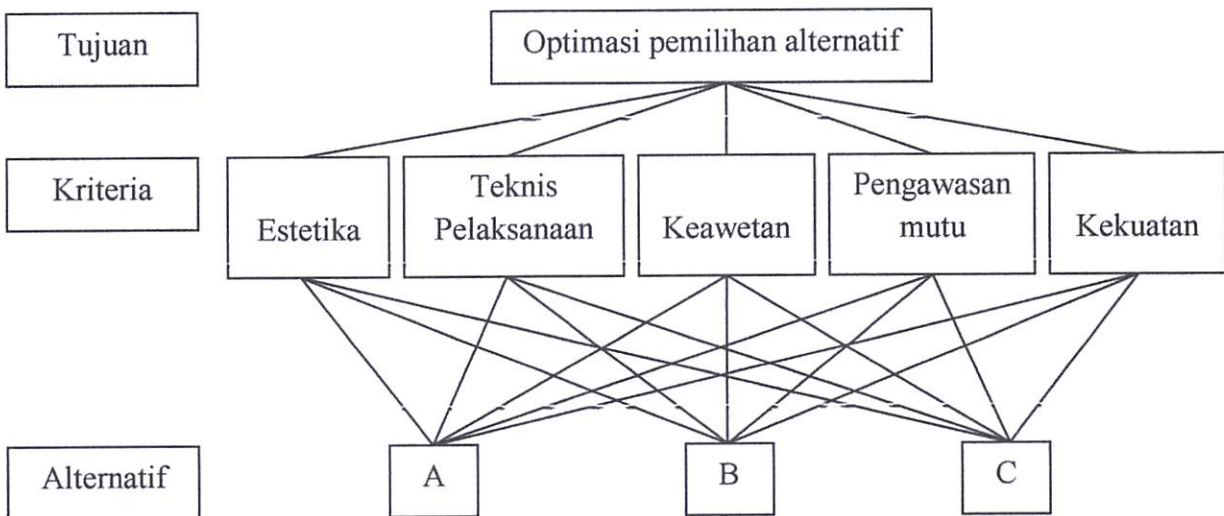 Tujuan
Optimasi pemilihan alternatif
Kriteria
Estetika
Teknis
Pelaksanaan
Keawetan
Pengawasan
mutu
Kekuatan
Alternatif
A
B
C